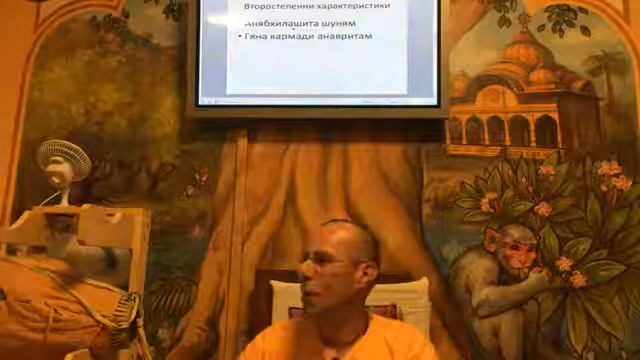 Второстепенни характеристики
Анябхилашита шуням
• Гяна кармади анавритам